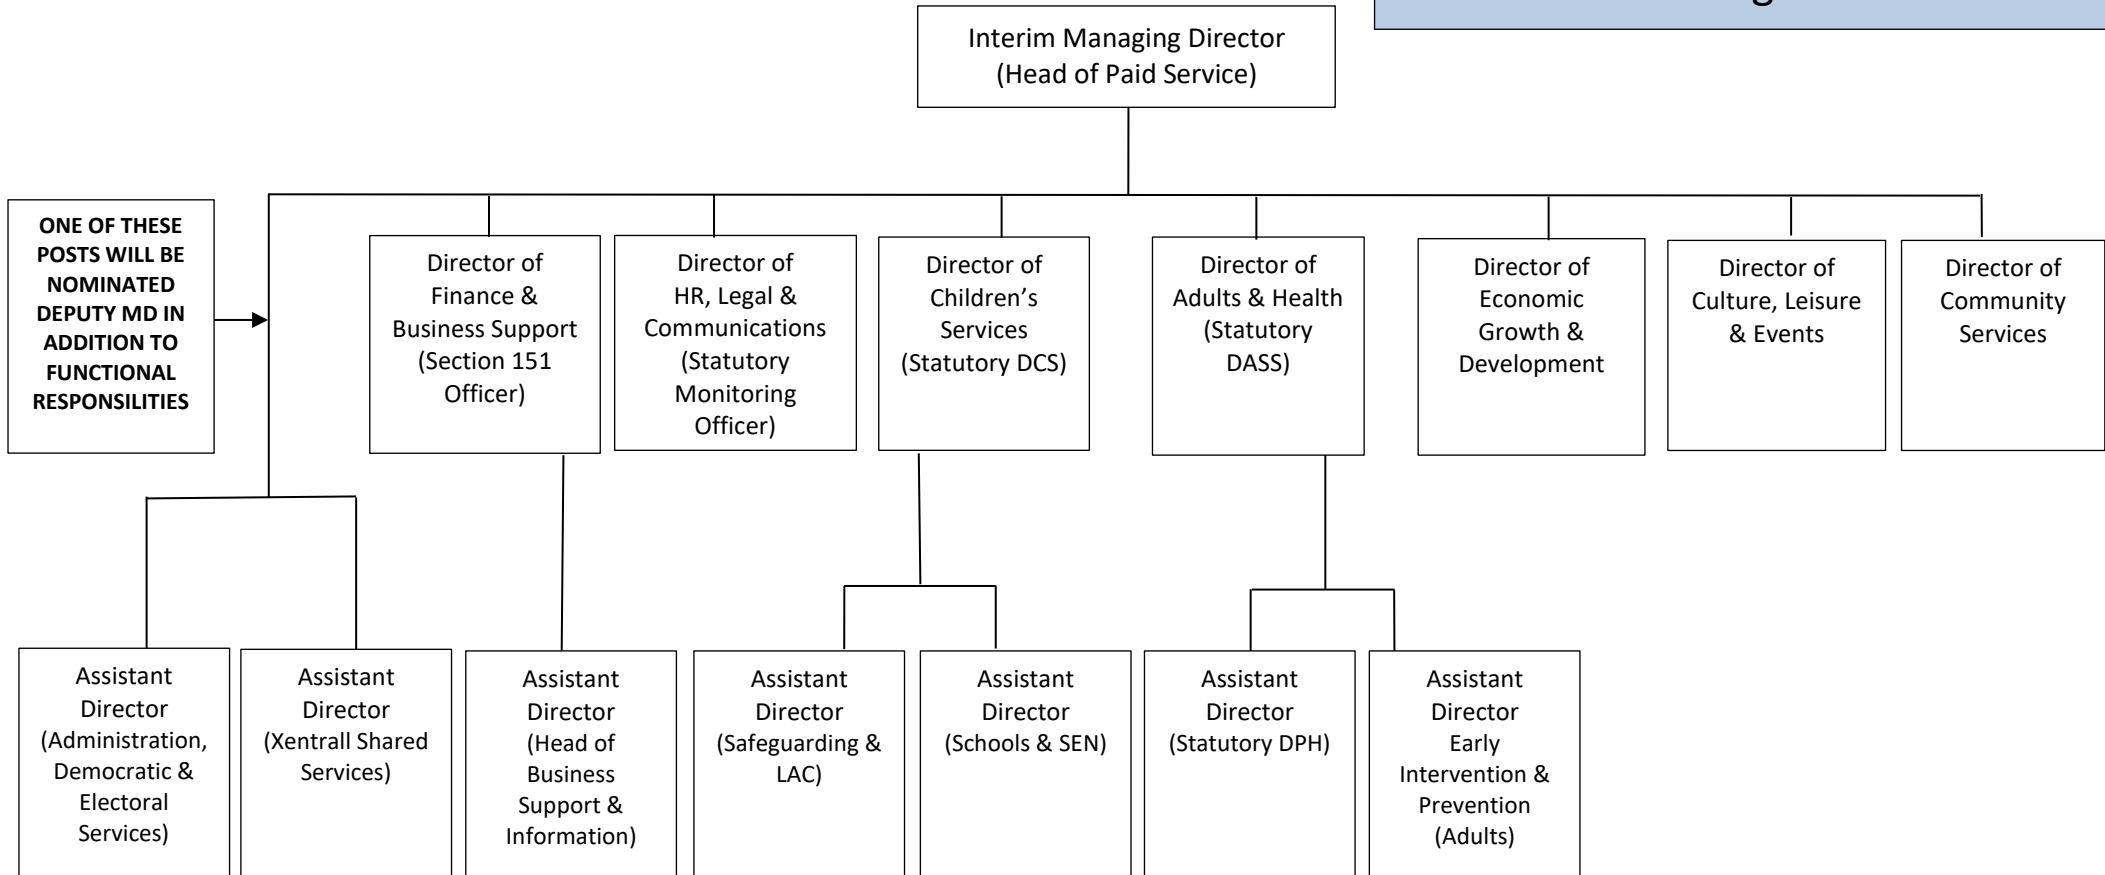 Interim Managing Director
(Head of Paid Service)
ONE OF THESE
POSTS WILL BE
NOMINATED
DEPUTY MD IN
ADDITION TO
FUNCTIONAL
RESPONSILITIES
Director of
Finance &
Business Support
(Section 151
Officer)
Director of
HR, Legal &
Communications
(Statutory
Monitoring
Officer)
Director of
Children’s
Services
(Statutory DCS)
Director of
Adults & Health
(Statutory
DASS)
Director of
Economic
Growth &
Development
Director of
Culture, Leisure
& Events
Director of
Community
Services
Assistant
Director
(Administration,
Democratic &
Electoral
Services)
Assistant
Director
(Xentrall Shared
Services)
Assistant
Director
(Head of
Business
Support &
Information)
Assistant
Director
(Safeguarding &
LAC)
Assistant
Director
(Schools & SEN)
Assistant
Director
(Statutory DPH)
Assistant
Director
Early
Intervention &
Prevention
(Adults)